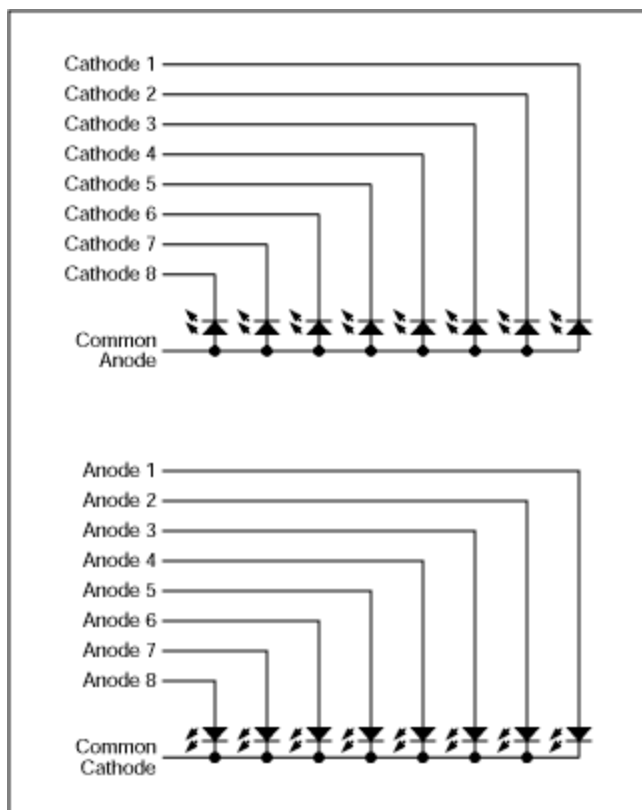 Cathode 1
Cathode 2
Cathode 3
Cathode 4
Cathode 5
Cathode 6
Cathode 7
Cathode 8
Common
Anode
Anode 1
Anode 2
Anode 3
Anode 4
Anode 5
Anode 6
Anode 7
Anode 8
Common
Cathode